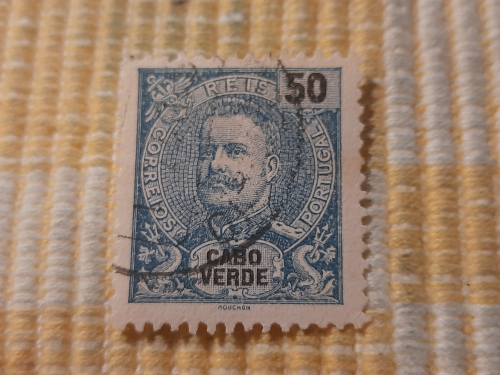 50
REIS
CORREIOS
PORTUGAL
CABO
VERDE
MOUCHON